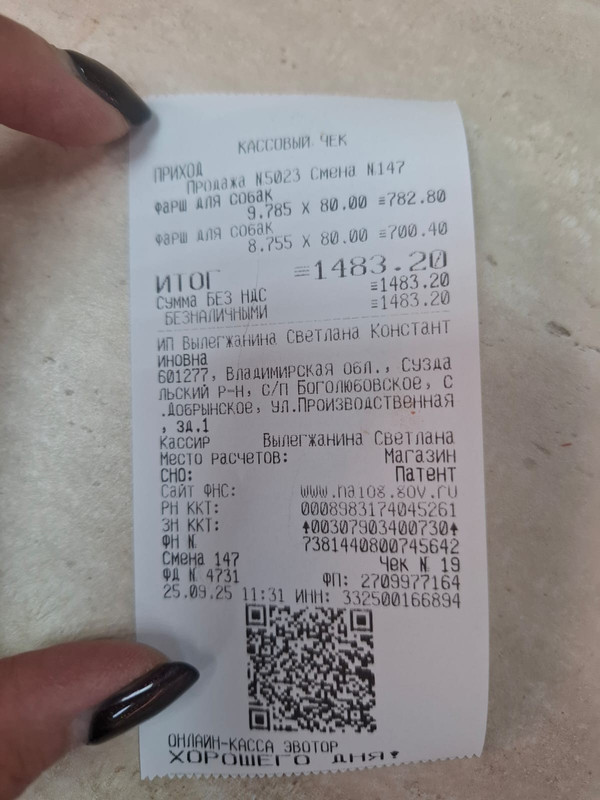 КАССОВЫЙ ЧЕК
ПРИХОД
Продажа N5023 Смена N147
ФАРШ ДЛЯ СОБАК
9.785 X 80.00 ≡782.80
ФАРШ ДЛЯ СОБАК
8.755 X 80.00 ≡700.40
ИТОГ ≡1483.20
СУММА БЕЗ НДС ≡1483.20
БЕЗНАЛИЧНЫМИ ≡1483.20
ИП Вылегжанина Светлана Констант
иновна
601277, Владимирская обл., Сузда
льский р-н, с/п Боголюбовское, с
.Добрынское, ул.Производственная
, зд.1
Кассир Вылегжанина Светлана
Место расчетов: Магазин
СНО: Патент
Сайт ФНС: www.nalog.gov.ru
РН ККТ: 0008983174045261
ЗН ККТ: ↑00307903400730↑
ФН N 7381440800745642
Смена 147 Чек N 19
ФД N 4731 ФП: 2709977164
25.09.25 11:31 ИНН: 332500166894
ОНЛАЙН-КАССА ЭВОТОР
ХОРОШЕГО ДНЯ!